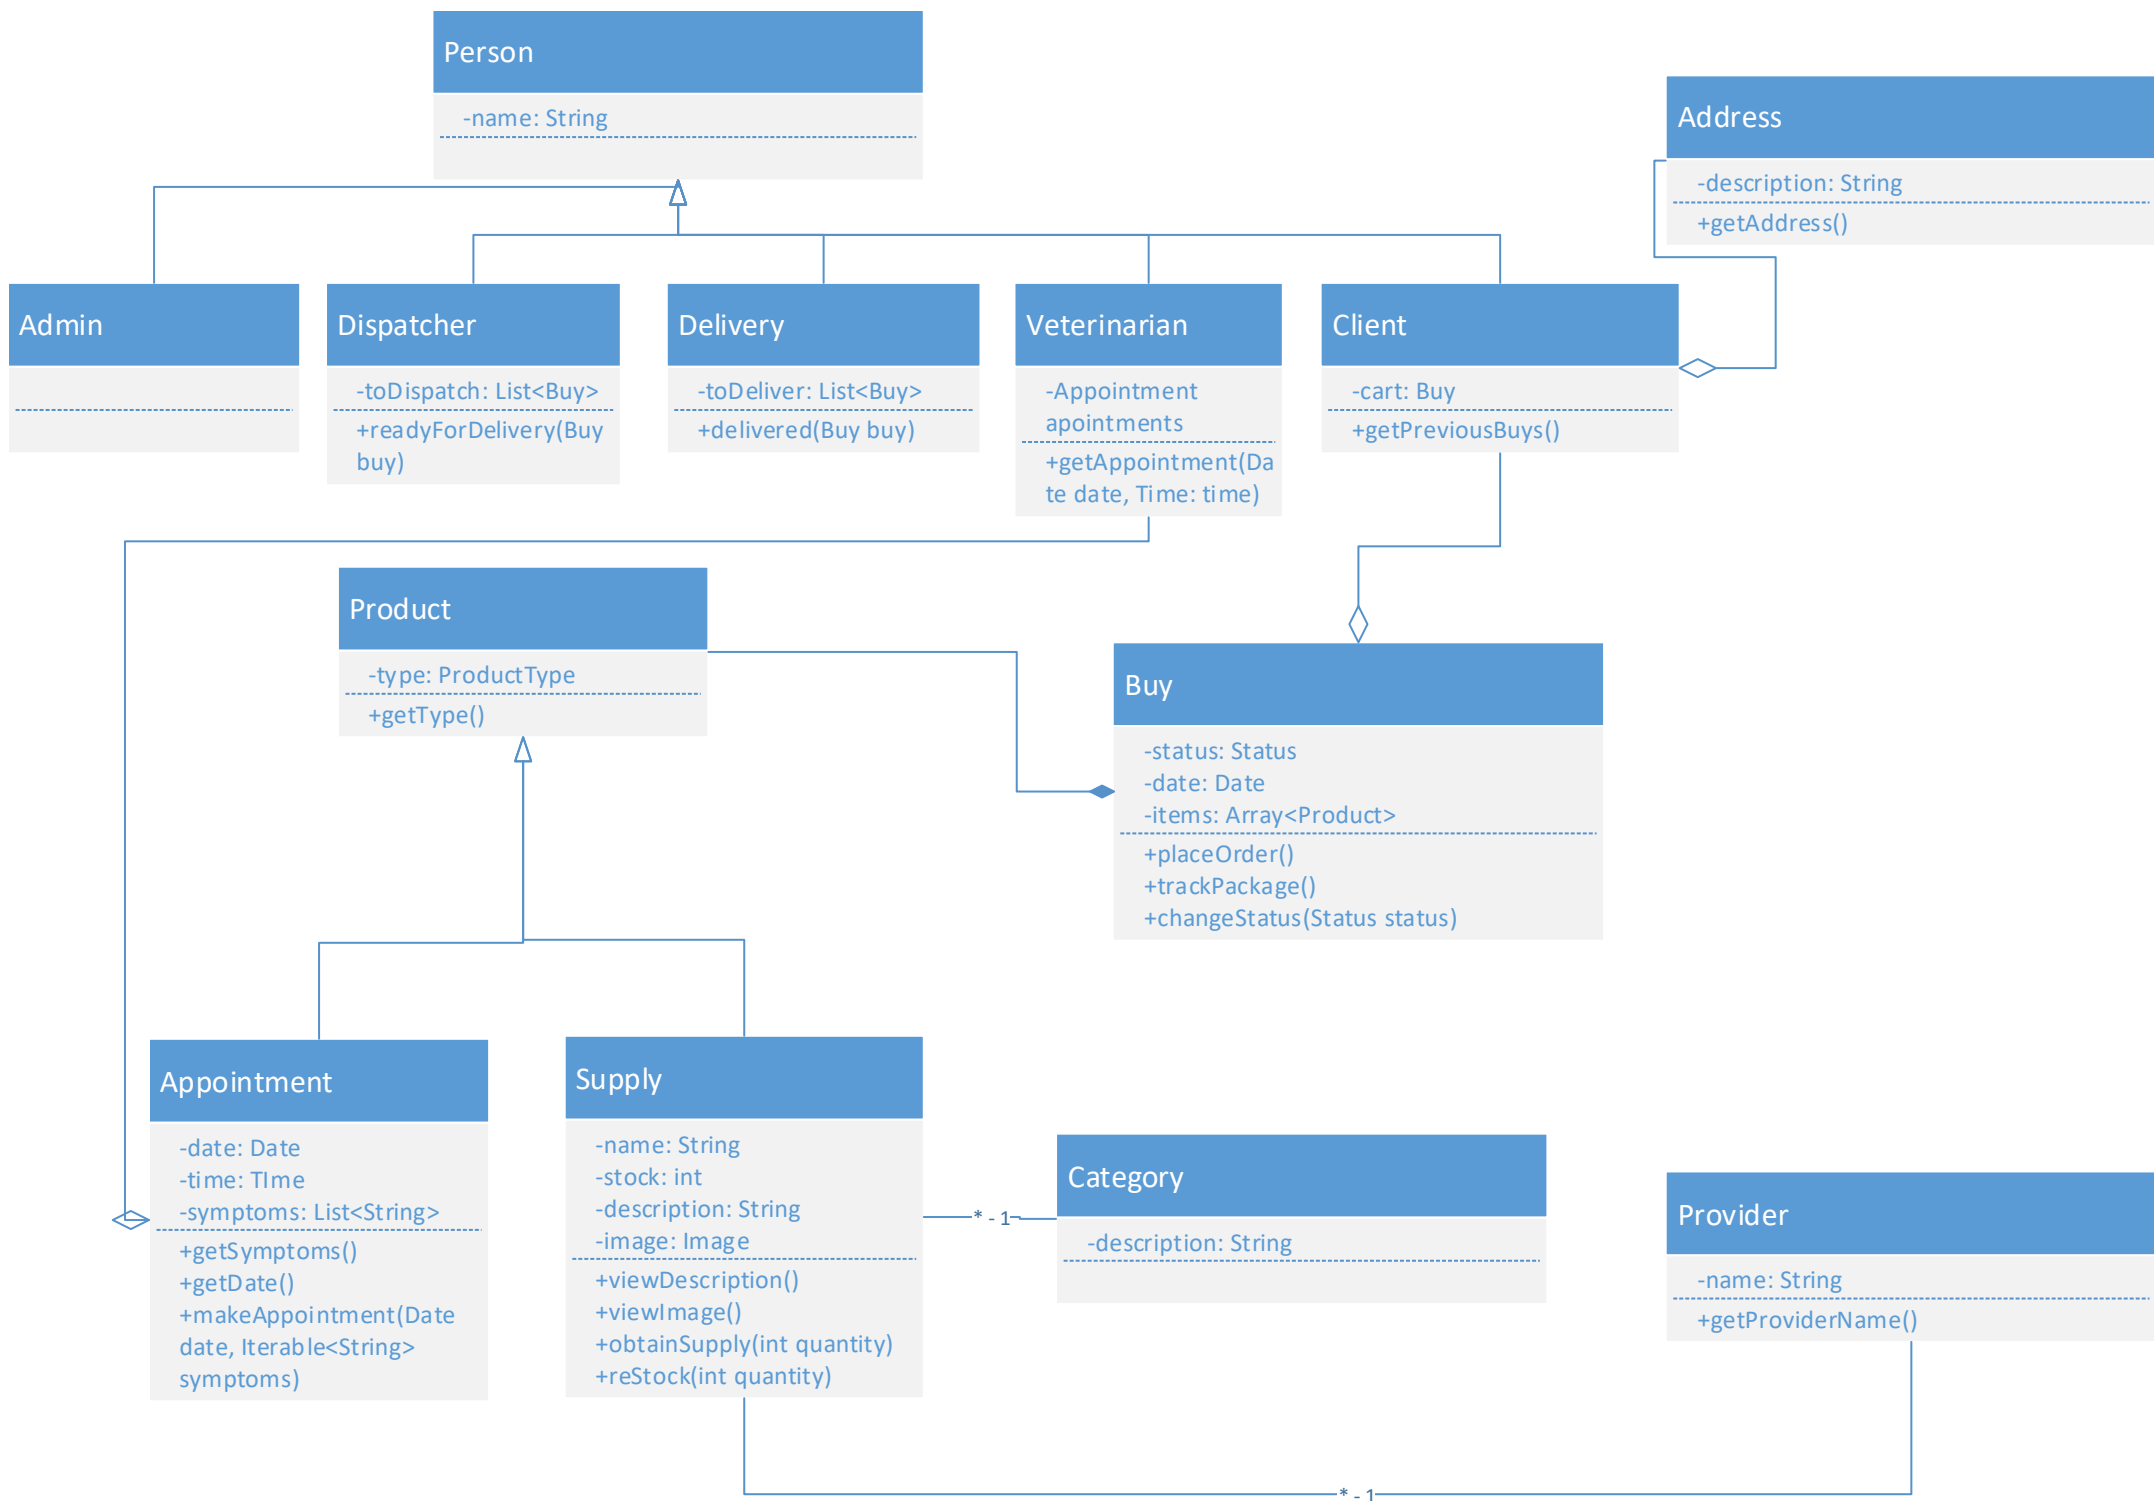 Person
-name: String
Address
-description: String
+getAddress()
Admin
Dispatcher
-toDispatch: List<Buy>
+readyForDelivery(Buy
buy)
Delivery
-toDeliver: List<Buy>
+delivered(Buy buy)
Veterinarian
-Appointment
apointments
+getAppointment(Da
te date, Time: time)
Client
-cart: Buy
+getPreviousBuys()
Product
-type: ProductType
+getType()
Buy
-status: Status
-date: Date
-items: Array<Product>
+placeOrder()
+trackPackage()
+changeStatus(Status status)
Appointment
-date: Date
-time: TIme
-symptoms: List<String>
+getSymptoms()
+getDate()
+makeAppointment(Date
date, Iterable<String>
symptoms)
Supply
-name: String
-stock: int
-description: String
-image: Image
+viewDescription()
+viewImage()
+obtainSupply(int quantity)
+reStock(int quantity)
* - 1
Category
-description: String
Provider
-name: String
+getProviderName()
* - 1